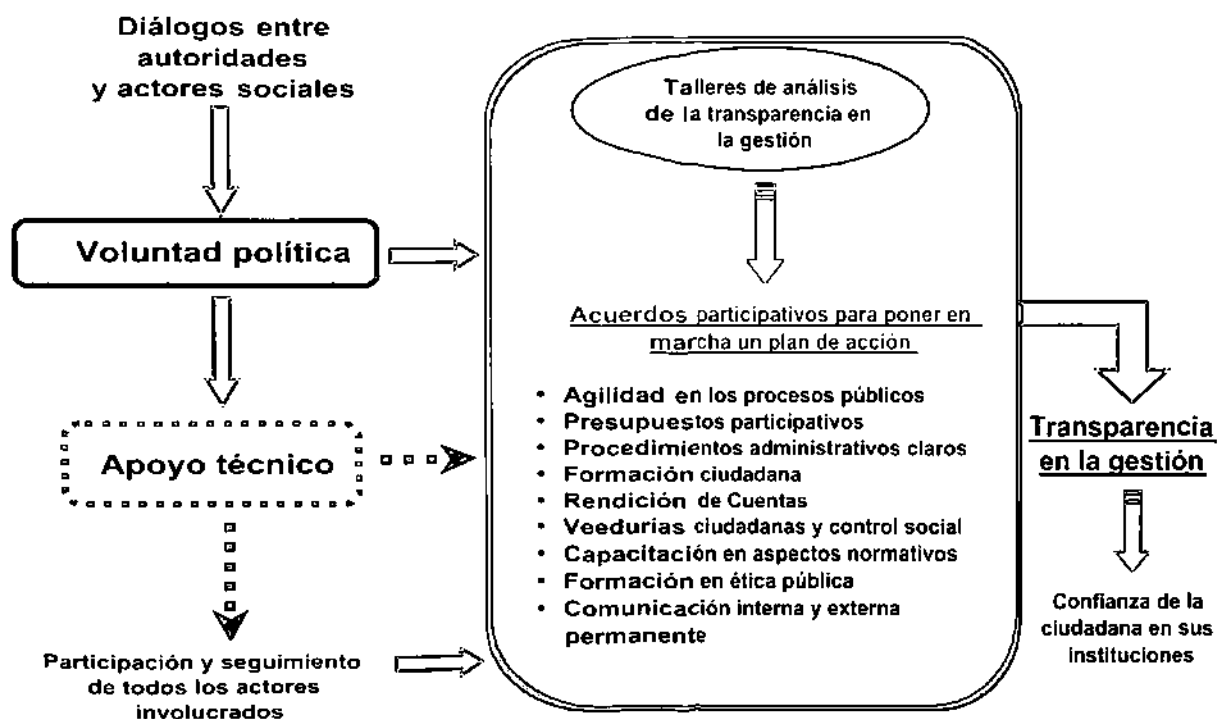 Diálogos entre
autoridades
y actores sociales
Voluntad política
Apoyo técnico
Participación y seguimiento
de todos los actores
involucrados
Talleres de análisis
de la transparencia en
la gestión
Acuerdos participativos para poner en
marcha un plan de acción
• Agilidad en los procesos públicos
• Presupuestos participativos
• Procedimientos administrativos claros
• Formación ciudadana
• Rendición de Cuentas
• Veedurías ciudadanas y control social
• Capacitación en aspectos normativos
• Formación en ética pública
• Comunicación interna y externa
permanente
Transparencia
en la gestión
Confianza de la
ciudadana en sus
instituciones